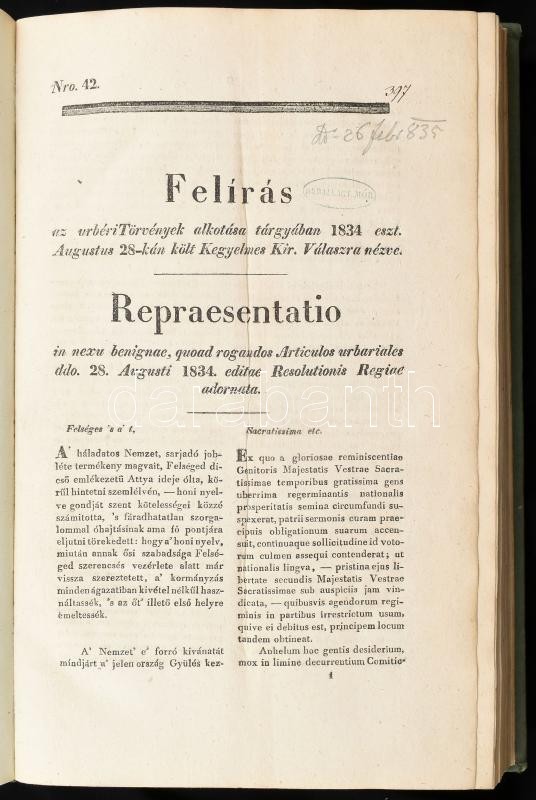 Nro. 42.
397
26 febr 835
Felírás
az urbéri Törvények alkotása tárgyában 1834 eszt.
Augustus 28-kán költ Kegyelmes Kir. Válaszra nézve.
Repraesentatio
in nexu benignae, quoad rogandos Articulos urbariales
ddo. 28. Avgusti 1834. editae Resolutionis Regiae
adornata.
darabanth
Felséges 's a' t,
A' háladatos Nemzet, sarjadó job-
léte termékeny magvait, Felséged di-
cső emlékezetű Attya ideje ólta, kö-
rűl hintetni szemlélvén, — honi nyel-
ve gondját szent kötelességei közzé
számította, 's fáradhatatlan szorga-
lommal óhajtásinak ama fő pontjára
eljutni törekedett: hogy a' honi nyelv,
miután annak ősi szabadsága Felsé-
ged szerencsés vezérlete alatt már
vissza szereztetett, a' kormányzás
minden ágazatiban kivétel nélkűl hasz-
náltassék, 's az őt' illető első helyre
emeltessék.
A' Nemzet' e' forró kívánatát
mindjárt a' jelen ország Gyülés kez-
Sacratissima etc.
Ex quo a gloriosae reminiscentiae
Genitoris Majestatis Vestrae Sacra-
tissimae temporibus gratissima gens
uberrima regerminantis nationalis
prosperitatis semina circumfundi su-
spexerat, patrii sermonis curam prae-
cipuis obligationum suarum accen-
suit, continuaque sollicitudine id voto-
rum culmen assequi contenderat; ut
nationalis lingva, — pristina ejus li-
bertate secundis Majestatis Vestrae
Sacratissimae sub auspiciis jam vin-
dicata, — quibusvis agendorum regi-
minis in partibus irrestrictum usum,
quive ei debitus est, principem locum
tandem obtineat.
Anhelum hoc gentis desiderium,
mox in limine decurrentium Comitio-
1